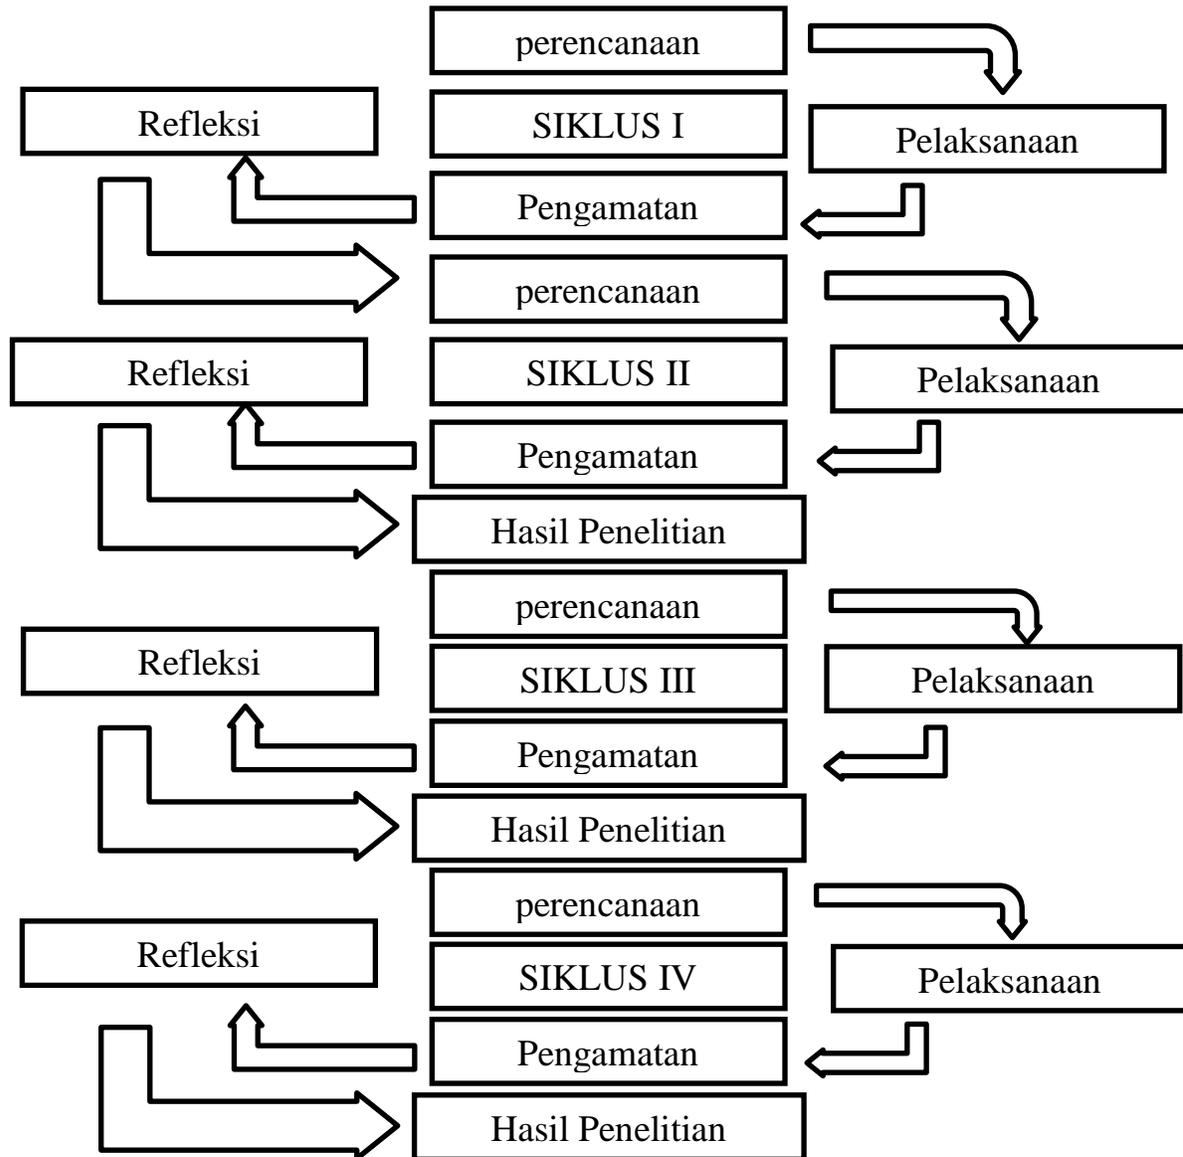 perencanaan
Refleksi
SIKLUS I
Pelaksanaan
Pengamatan
perencanaan
Refleksi
SIKLUS II
Pelaksanaan
Pengamatan
Hasil Penelitian
perencanaan
Refleksi
SIKLUS III
Pelaksanaan
Pengamatan
Hasil Penelitian
perencanaan
Refleksi
SIKLUS IV
Pelaksanaan
Pengamatan
Hasil Penelitian